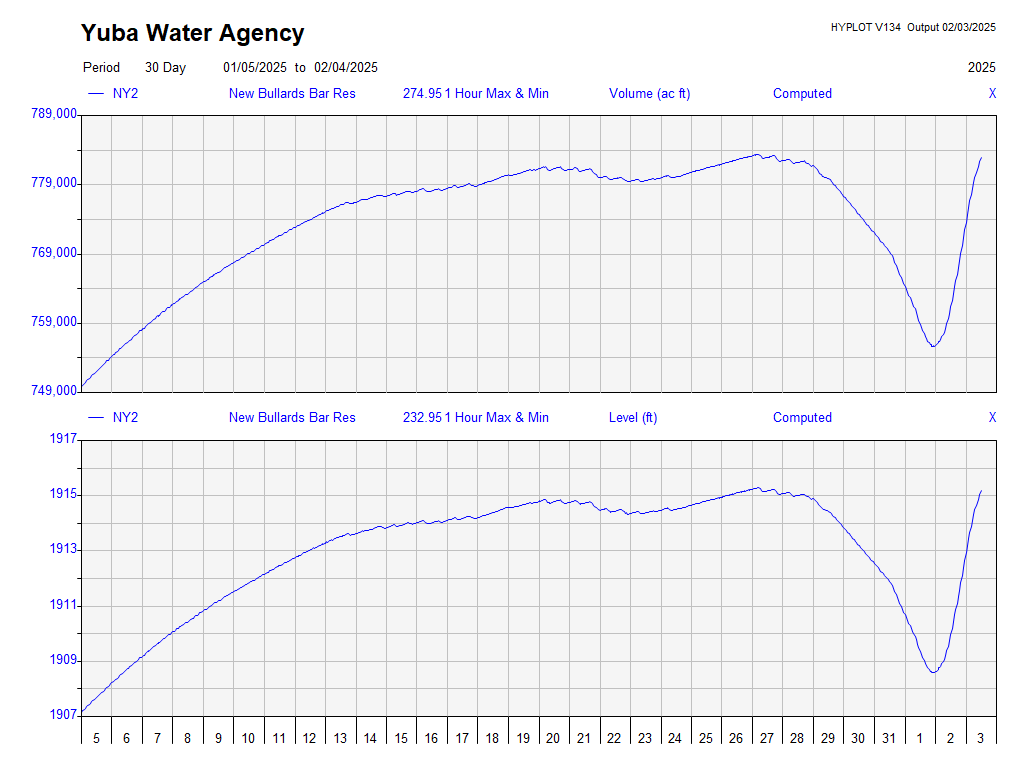 Yuba Water Agency
HYPLOT V134 Output 02/03/2025
Period 30 Day 01/05/2025 to 02/04/2025 2025
NY2 New Bullards Bar Res 274.95 1 Hour Max & Min Volume (ac ft) Computed X
789,000
779,000
769,000
759,000
749,000
NY2 New Bullards Bar Res 232.95 1 Hour Max & Min Level (ft) Computed X
1917
1915
1913
1911
1909
1907
5 6 7 8 9 10 11 12 13 14 15 16 17 18 19 20 21 22 23 24 25 26 27 28 29 30 31 1 2 3